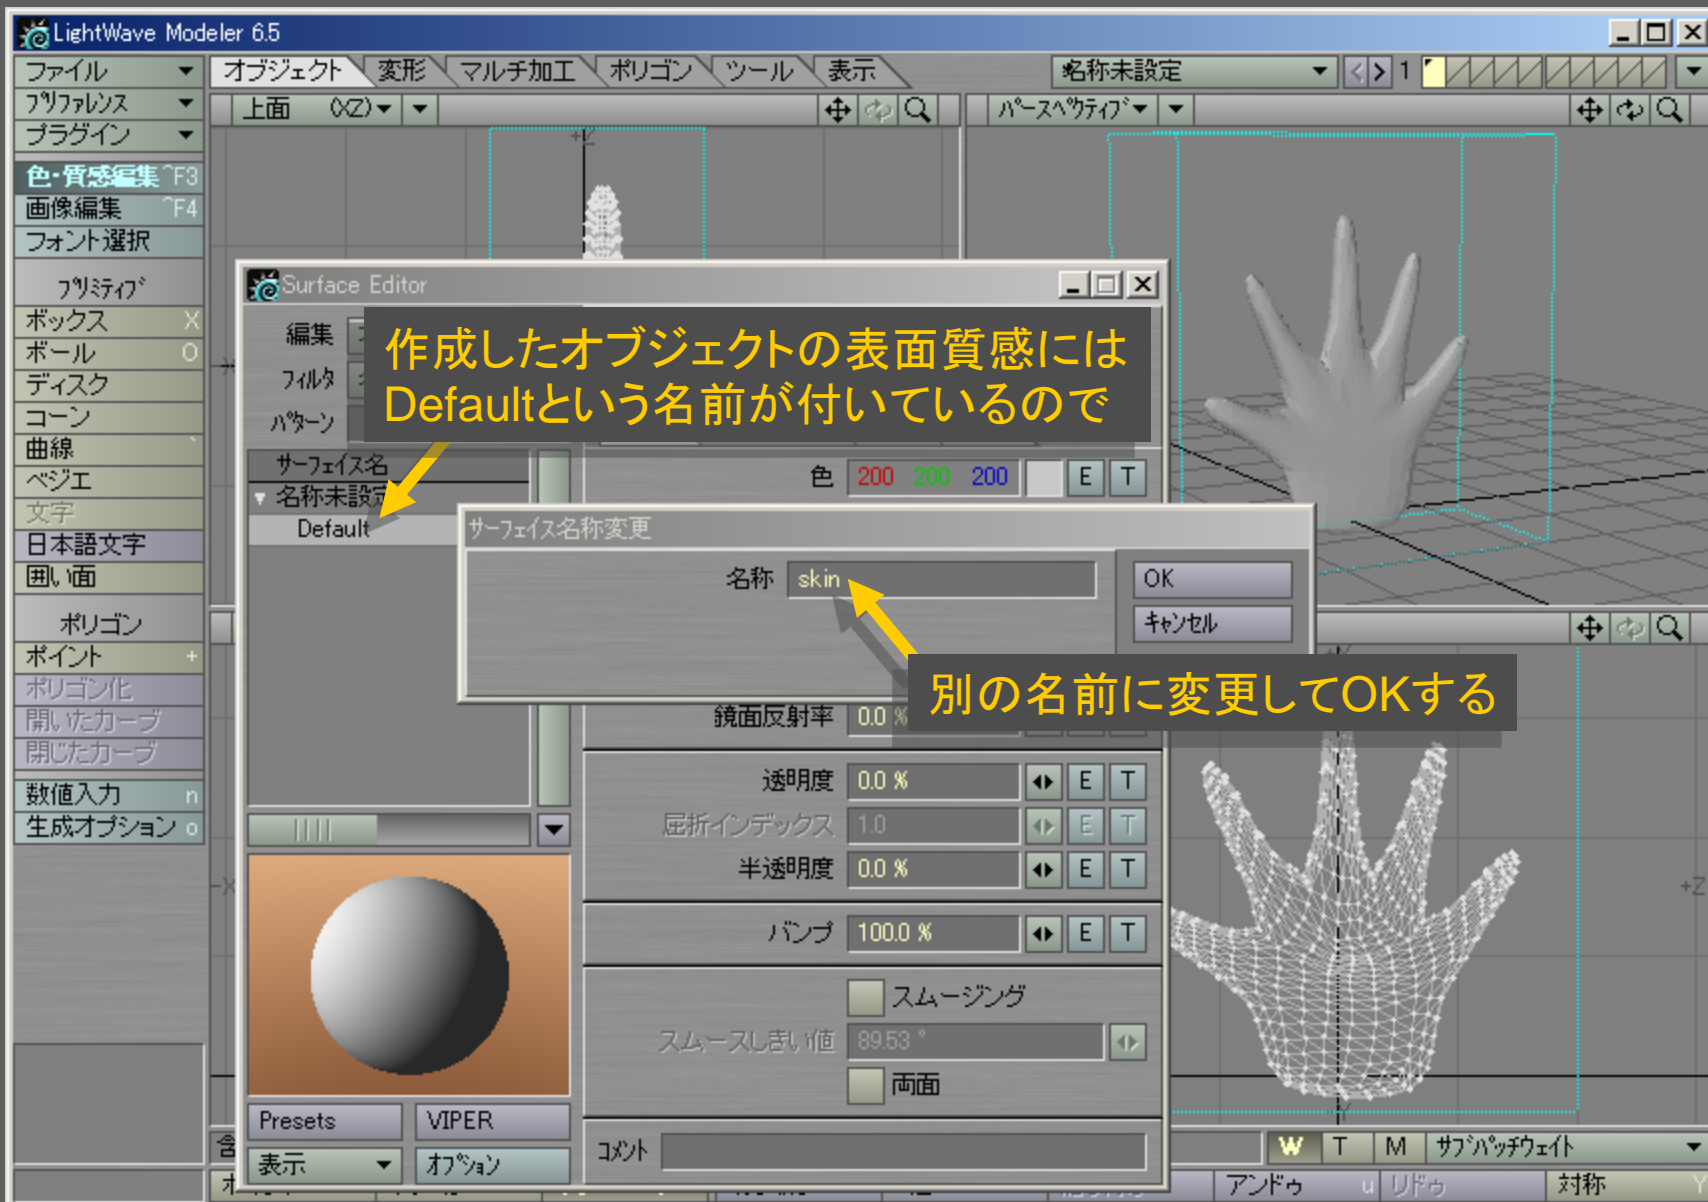 LightWave Modeler 6.5
ファイル
オブジェクト 変形 マルチ加工 ポリゴン ツール 表示
名称未設定
1
プリファレンス
プラグイン
上面 (XZ)
パースペクティブ
色・質感編集 ^F3
画像編集 ^F4
フォント選択
プリミティブ
ボックス X
ボール O
ディスク
コーン
曲線 `
ベジエ
文字
日本語文字
囲い面
ポリゴン
ポイント +
ポリゴン化
開いたカーブ
閉じたカーブ
数値入力 n
生成オプション o
Surface Editor
編集
フィルタ
パターン
作成したオブジェクトの表面質感には
Defaultという名前が付いているので
サーフェイス名
名称未設定
Default
色 200 200 200 E T
サーフェイス名称変更
名称 skin
OK
キャンセル
別の名前に変更してOKする
鏡面反射率 0.0 %
透明度 0.0 % E T
屈折インデックス 1.0 E T
半透明度 0.0 % E T
バンプ 100.0 % E T
スムージング
スムースしきい値 89.53 °
両面
コメント
Presets VIPER
表示 オプション
+Z
W T M サブパッチウェイト
アンドゥ u リドゥ 対称